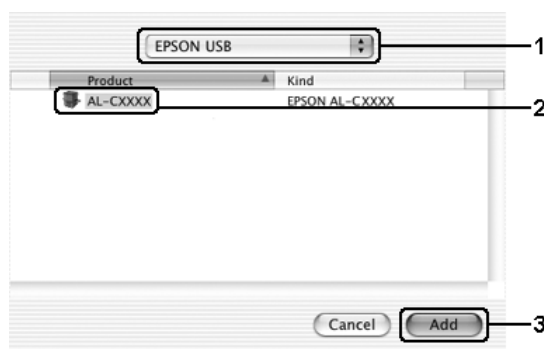 EPSON USB
1
Product Kind
AL-CXXXX EPSON AL-CXXXX
2
Cancel Add
3